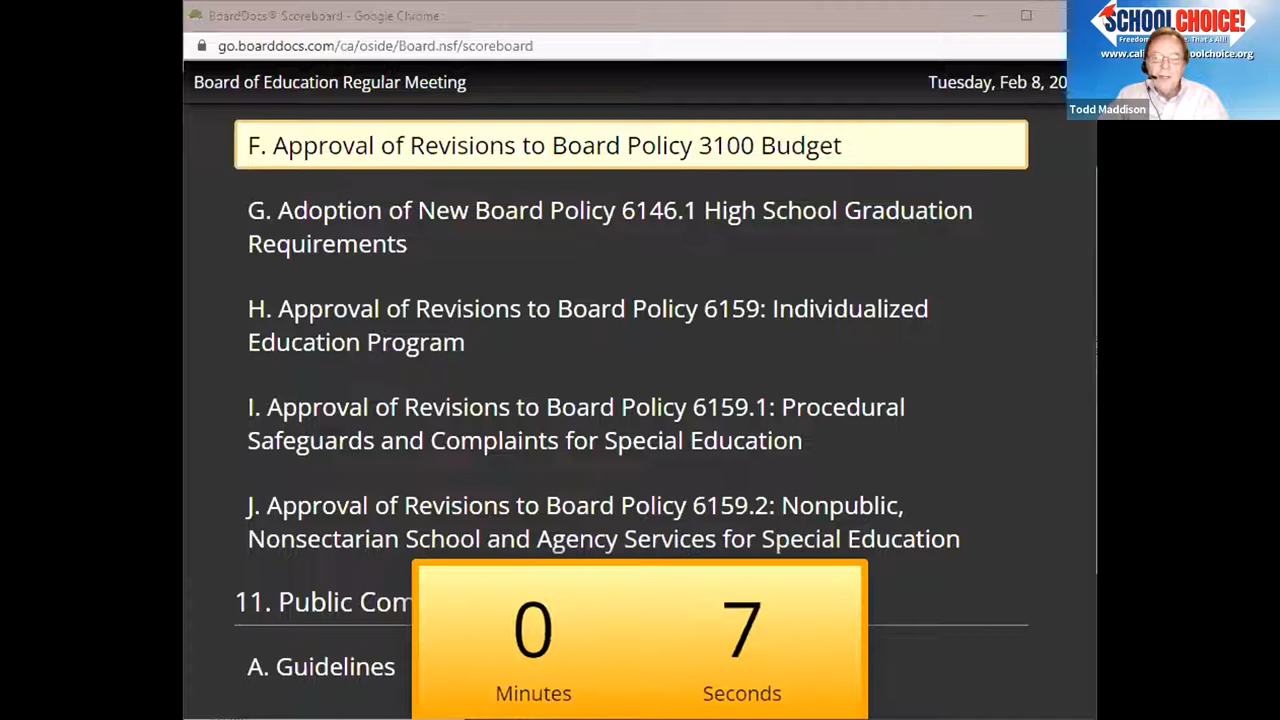 BoardDocs® Scoreboard - Google Chrome
go.boarddocs.com/ca/oside/Board.nsf/scoreboard
SCHOOLCHOICE!
Freedom That's All!
Todd Maddison
Board of Education Regular Meeting
Tuesday, Feb 8, 20
F. Approval of Revisions to Board Policy 3100 Budget
G. Adoption of New Board Policy 6146.1 High School Graduation
Requirements
H. Approval of Revisions to Board Policy 6159: Individualized
Education Program
I. Approval of Revisions to Board Policy 6159.1: Procedural
Safeguards and Complaints for Special Education
J. Approval of Revisions to Board Policy 6159.2: Nonpublic,
Nonsectarian School and Agency Services for Special Education
11. Public Com
A. Guidelines
0 7
Minutes Seconds